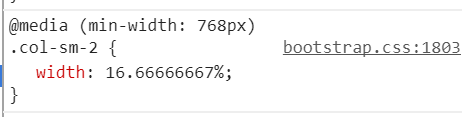 @media (min-width: 768px)
.col-sm-2 { bootstrap.css:1803
width: 16.66666667%;
}